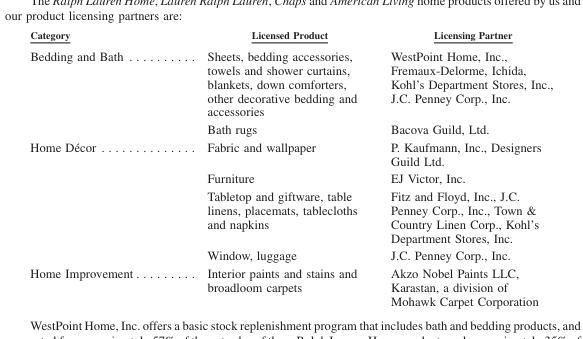 The Ralph Lauren Home, Lauren Ralph Lauren, Chaps and American Living home products offered by us and
our product licensing partners are:
Category Licensed Product Licensing Partner
Bedding and Bath . . . . . . . . . . Sheets, bedding accessories, WestPoint Home, Inc.,
towels and shower curtains, Fremaux-Delorme, Ichida,
blankets, down comforters, Kohl's Department Stores, Inc.,
other decorative bedding and J.C. Penney Corp., Inc.
accessories
Bath rugs Bacova Guild, Ltd.
Home Décor . . . . . . . . . . . . . . Fabric and wallpaper P. Kaufmann, Inc., Designers
Guild Ltd.
Furniture EJ Victor, Inc.
Tabletop and giftware, table Fitz and Floyd, Inc., J.C.
linens, placemats, tablecloths Penney Corp., Inc., Town &
and napkins Country Linen Corp., Kohl's
Department Stores, Inc.
Window, luggage J.C. Penney Corp., Inc.
Home Improvement . . . . . . . . . Interior paints and stains and Akzo Nobel Paints LLC,
broadloom carpets Karastan, a division of
Mohawk Carpet Corporation
WestPoint Home, Inc. offers a basic stock replenishment program that includes bath and bedding products, and